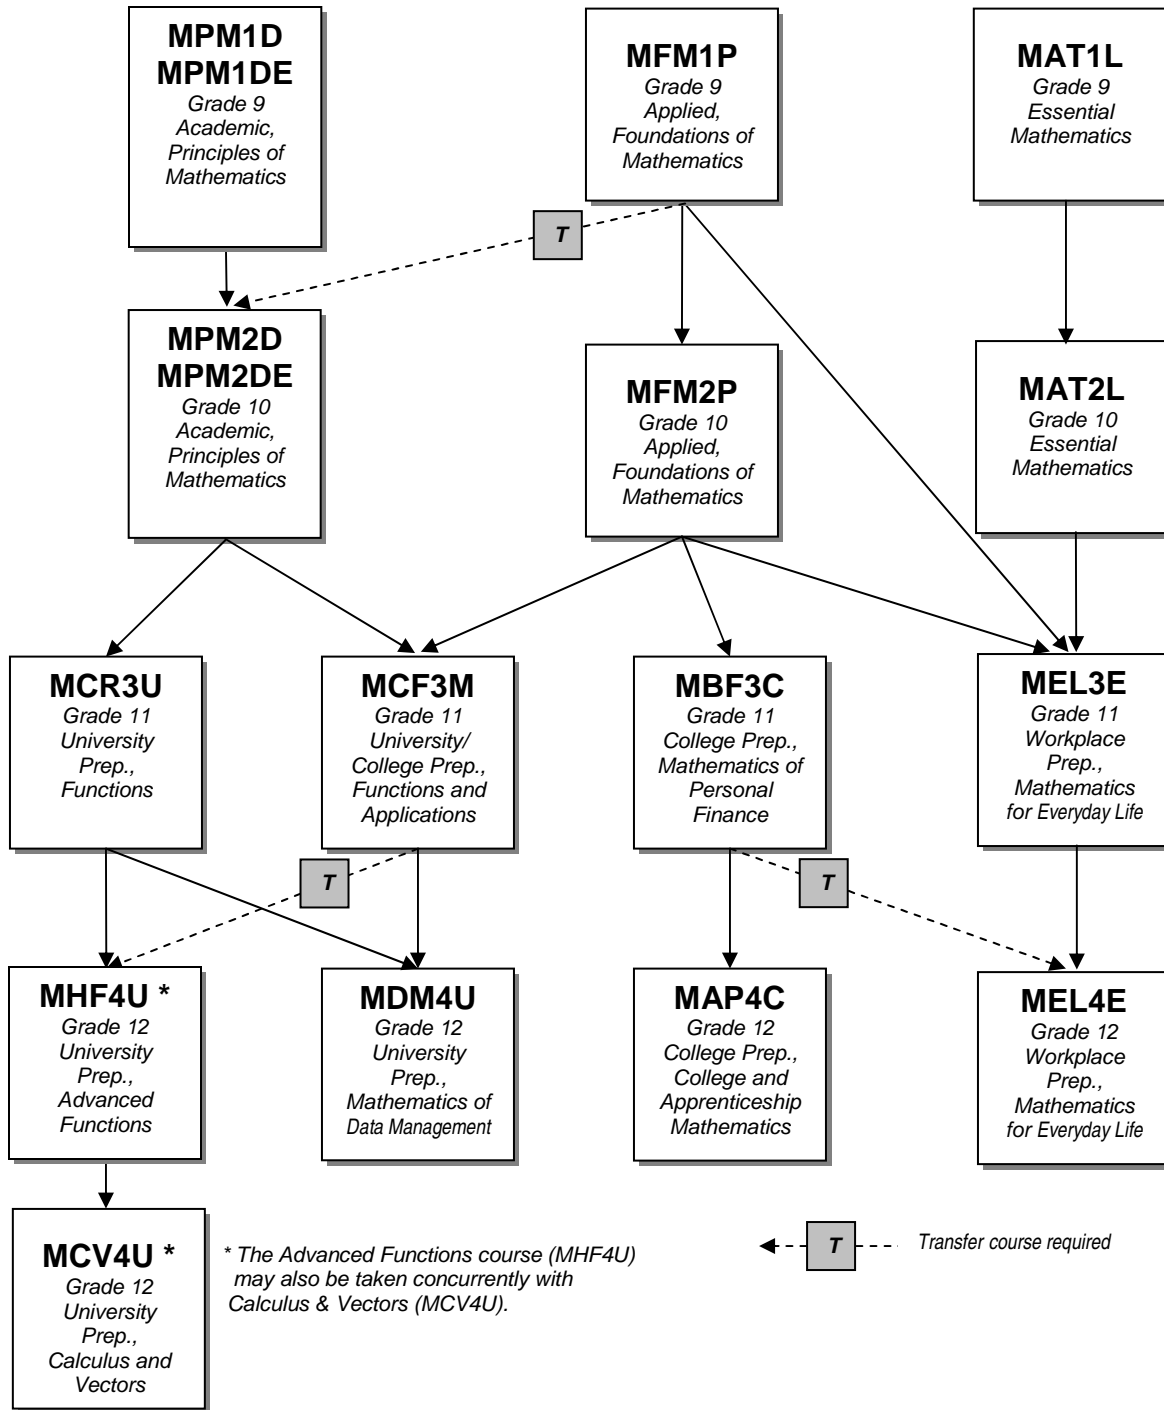 MPM1D
MPM1DE
Grade 9
Academic,
Principles of
Mathematics
MFM1P
Grade 9
Applied,
Foundations of
Mathematics
MAT1L
Grade 9
Essential
Mathematics
T
MPM2D
MPM2DE
Grade 10
Academic,
Principles of
Mathematics
MFM2P
Grade 10
Applied,
Foundations of
Mathematics
MAT2L
Grade 10
Essential
Mathematics
MCR3U
Grade 11
University
Prep.,
Functions
MCF3M
Grade 11
University/
College Prep.,
Functions and
Applications
MBF3C
Grade 11
College Prep.,
Mathematics of
Personal
Finance
MEL3E
Grade 11
Workplace
Prep.,
Mathematics
for Everyday Life
T
T
MHF4U *
Grade 12
University
Prep.,
Advanced
Functions
MDM4U
Grade 12
University
Prep.,
Mathematics of
Data Management
MAP4C
Grade 12
College Prep.,
College and
Apprenticeship
Mathematics
MEL4E
Grade 12
Workplace
Prep.,
Mathematics
for Everyday Life
MCV4U *
Grade 12
University
Prep.,
Calculus and
Vectors
* The Advanced Functions course (MHF4U)
may also be taken concurrently with
Calculus & Vectors (MCV4U).
T
Transfer course required